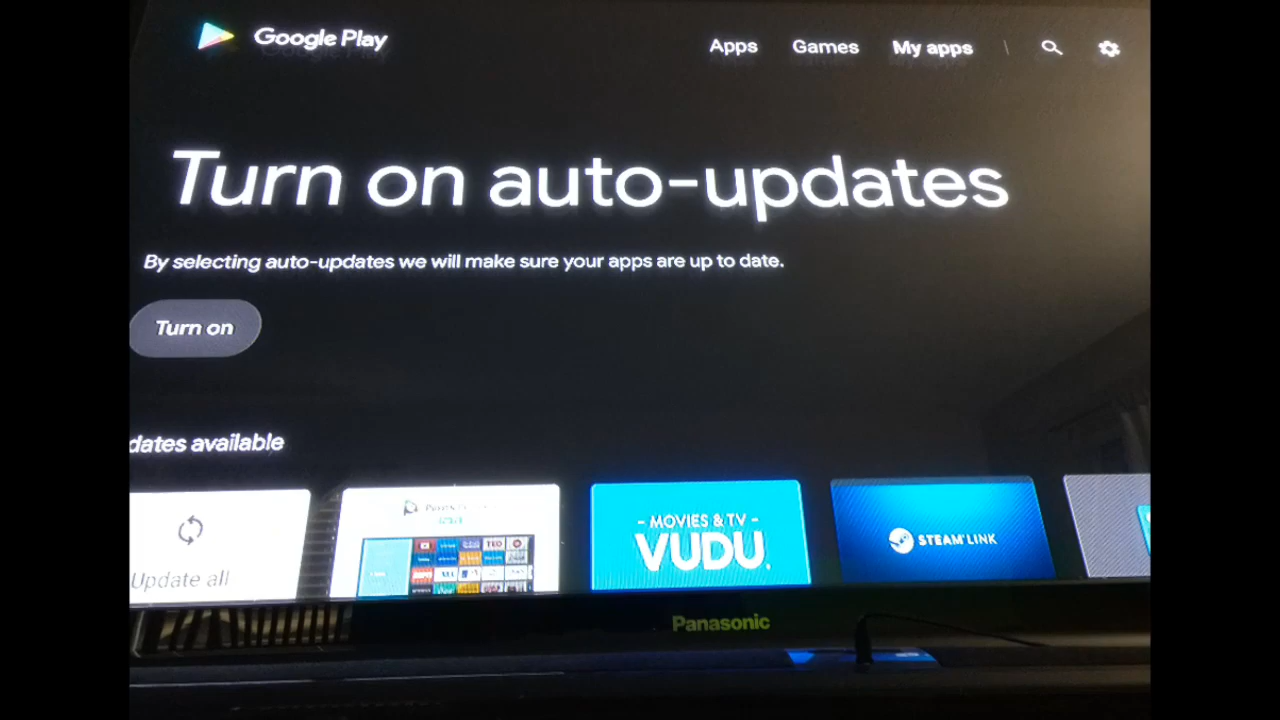 Google Play
Apps Games My apps
Turn on auto-updates
By selecting auto-updates we will make sure your apps are up to date.
Turn on
dates available
Update all
- MOVIES & TV -
VUDU
STEAM LINK
TED
Panasonic